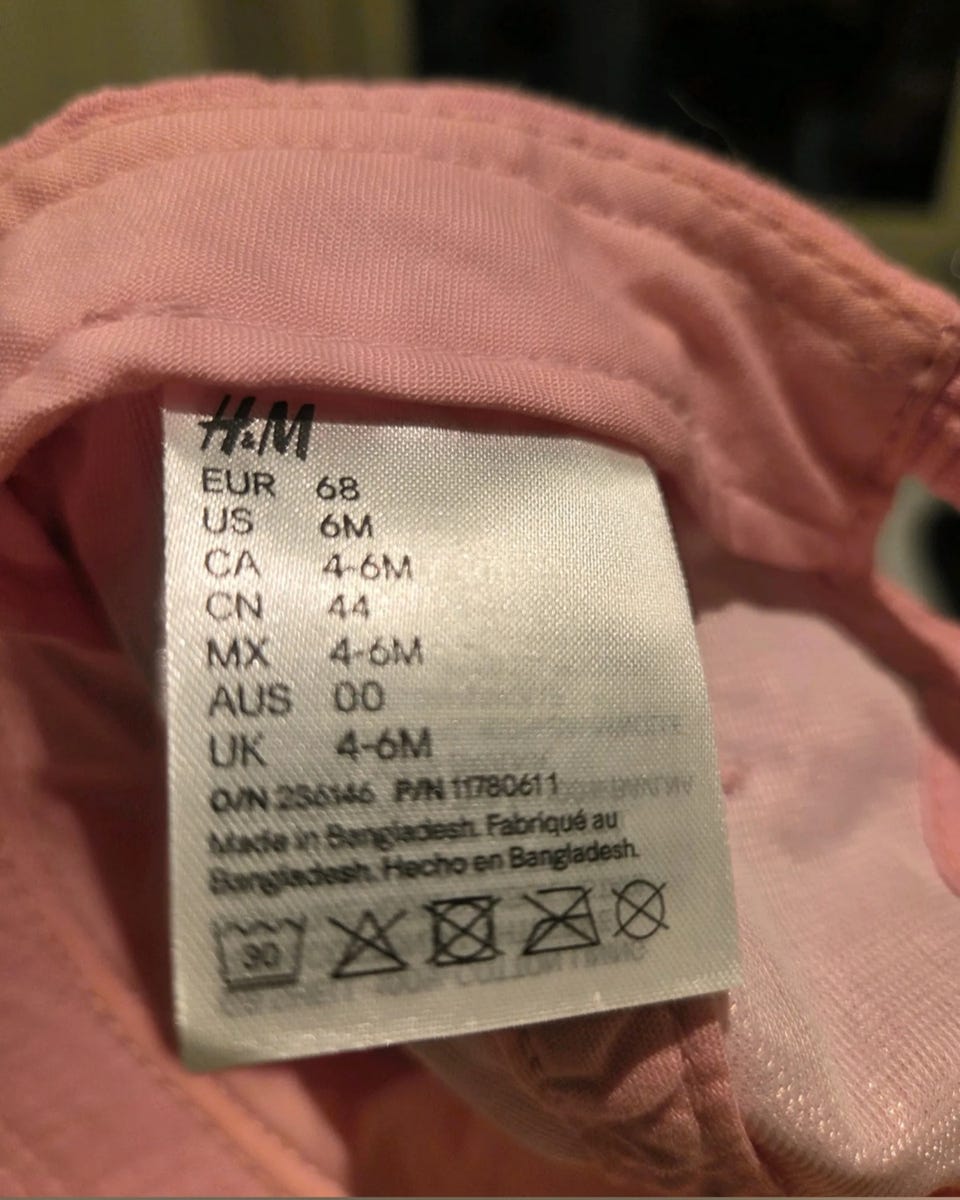 H&M
EUR 68
US 6M
CA 4-6M
CN 44
MX 4-6M
AUS 00
UK 4-6M
O/N 236146 P/N 11780611
Made in Bangladesh. Fabriqué au
Bangladesh. Hecho en Bangladesh.
30